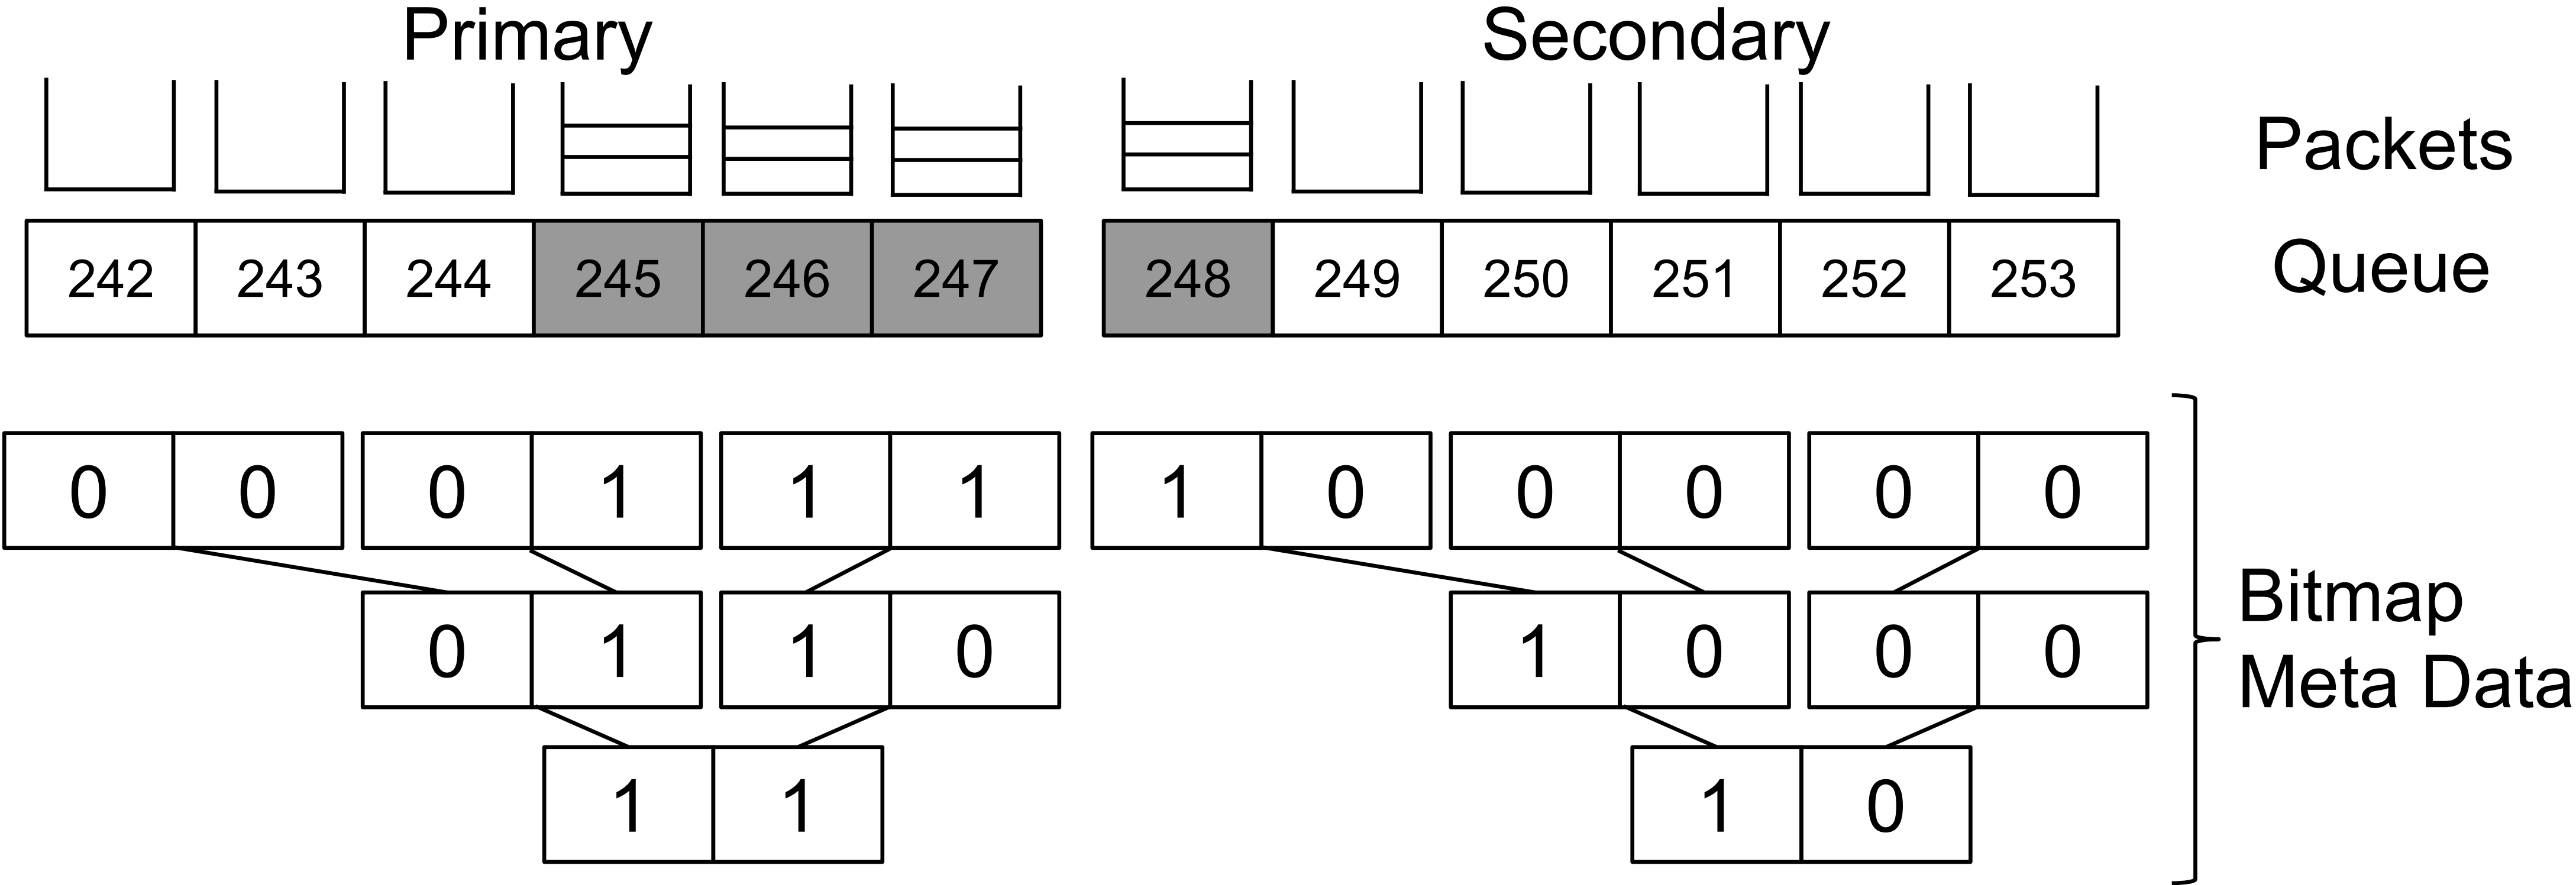 Primary Secondary
Packets
242 243 244 245 246 247 248 249 250 251 252 253 Queue
0 0 0 1 1 1 1 0 0 0 0 0
0 1 1 0 1 0 0 0
1 1 1 0
Bitmap
Meta Data